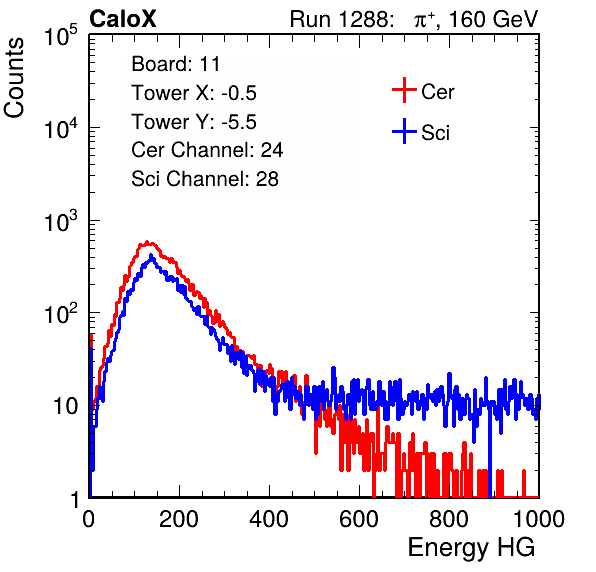 CaloX Run 1288: π⁺, 160 GeV
Counts
Board: 11
Tower X: -0.5
Tower Y: -5.5
Cer Channel: 24
Sci Channel: 28
Cer
Sci
10⁵
10⁴
10³
10²
10
1
0 200 400 600 800 1000
Energy HG